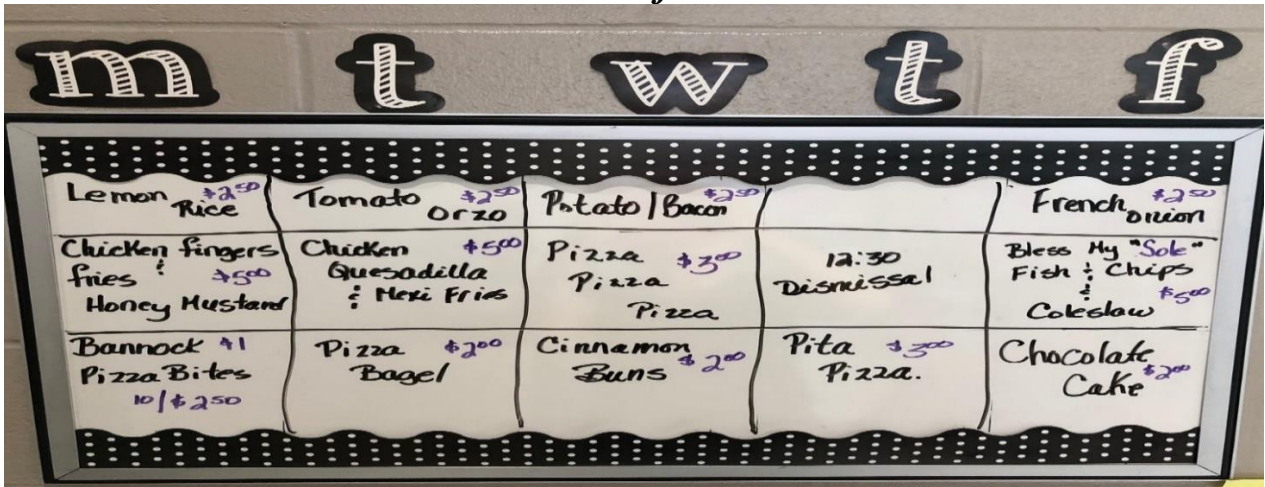 m t w t f
Lemon $2.50
Rice
Tomato $2.50
Orzo
Potato/Bacon $2.50
French $2.50
Onion
Chicken fingers
& fries $5.00
Honey Mustard
Chicken $5.00
Quesadilla
& Mexi Fries
Pizza $3.00
Pizza
Pizza
12:30
Dismissal
Bless My "Sole"
Fish & Chips
& $5.00
Coleslaw
Bannock $1
Pizza Bites
10/$2.50
Pizza $2.00
Bagel
Cinnamon
Buns $2.00
Pita $3.00
Pizza.
Chocolate
Cake $2.00